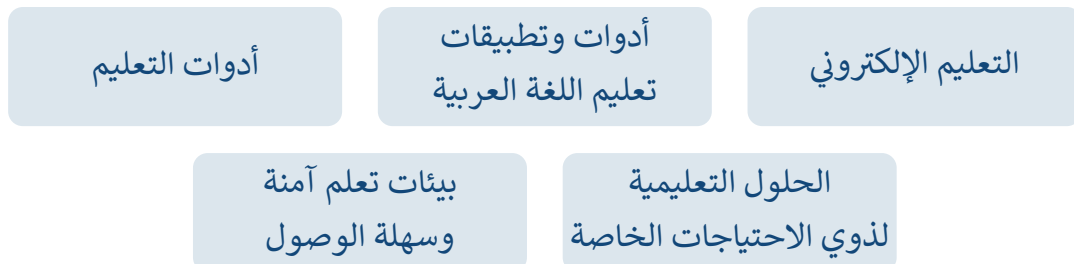 التعليم الإلكتروني
أدوات وتطبيقات
تعليم اللغة العربية
أدوات التعليم
الحلول التعليمية
لذوي الاحتياجات الخاصة
بيئات تعلم آمنة
وسهلة الوصول